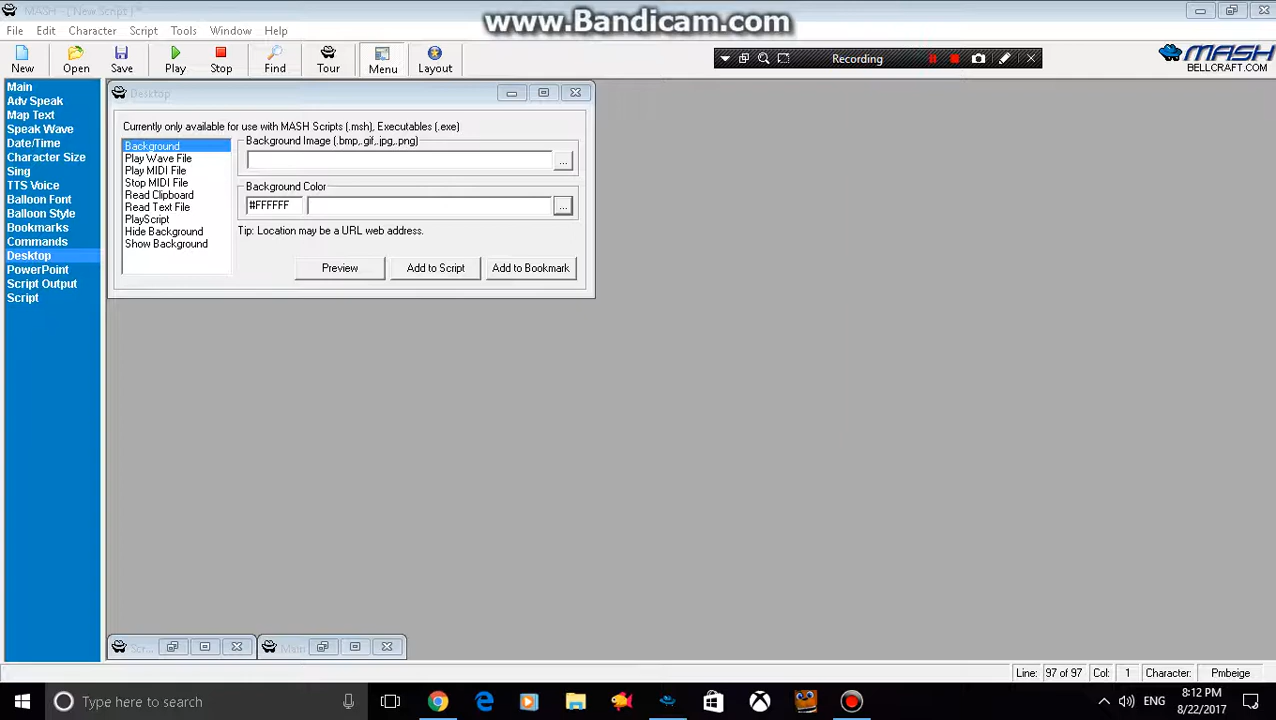 MASH - ( New Script ) *
www.Bandicam.com
File Edit Character Script Tools Window Help
New Open Save Play Stop Find Tour Menu Layout
Recording
MASH
BELLCRAFT.COM
Main
Adv Speak
Map Text
Speak Wave
Date/Time
Character Size
Sing
TTS Voice
Balloon Font
Balloon Style
Bookmarks
Commands
Desktop
PowerPoint
Script Output
Script
Desktop
Currently only available for use with MASH Scripts (.msh), Executables (.exe)
Background
Play Wave File
Play MIDI File
Stop MIDI File
Read Clipboard
Read Text File
PlayScript
Hide Background
Show Background
Background Image (.bmp,.gif,.jpg,.png)
...
Background Color
#FFFFFF
...
Tip: Location may be a URL web address.
Preview Add to Script Add to Bookmark
Scr... Main
Line: 97 of 97 Col: 1 Character: Pmbeige
Type here to search
ENG
8:12 PM
8/22/2017